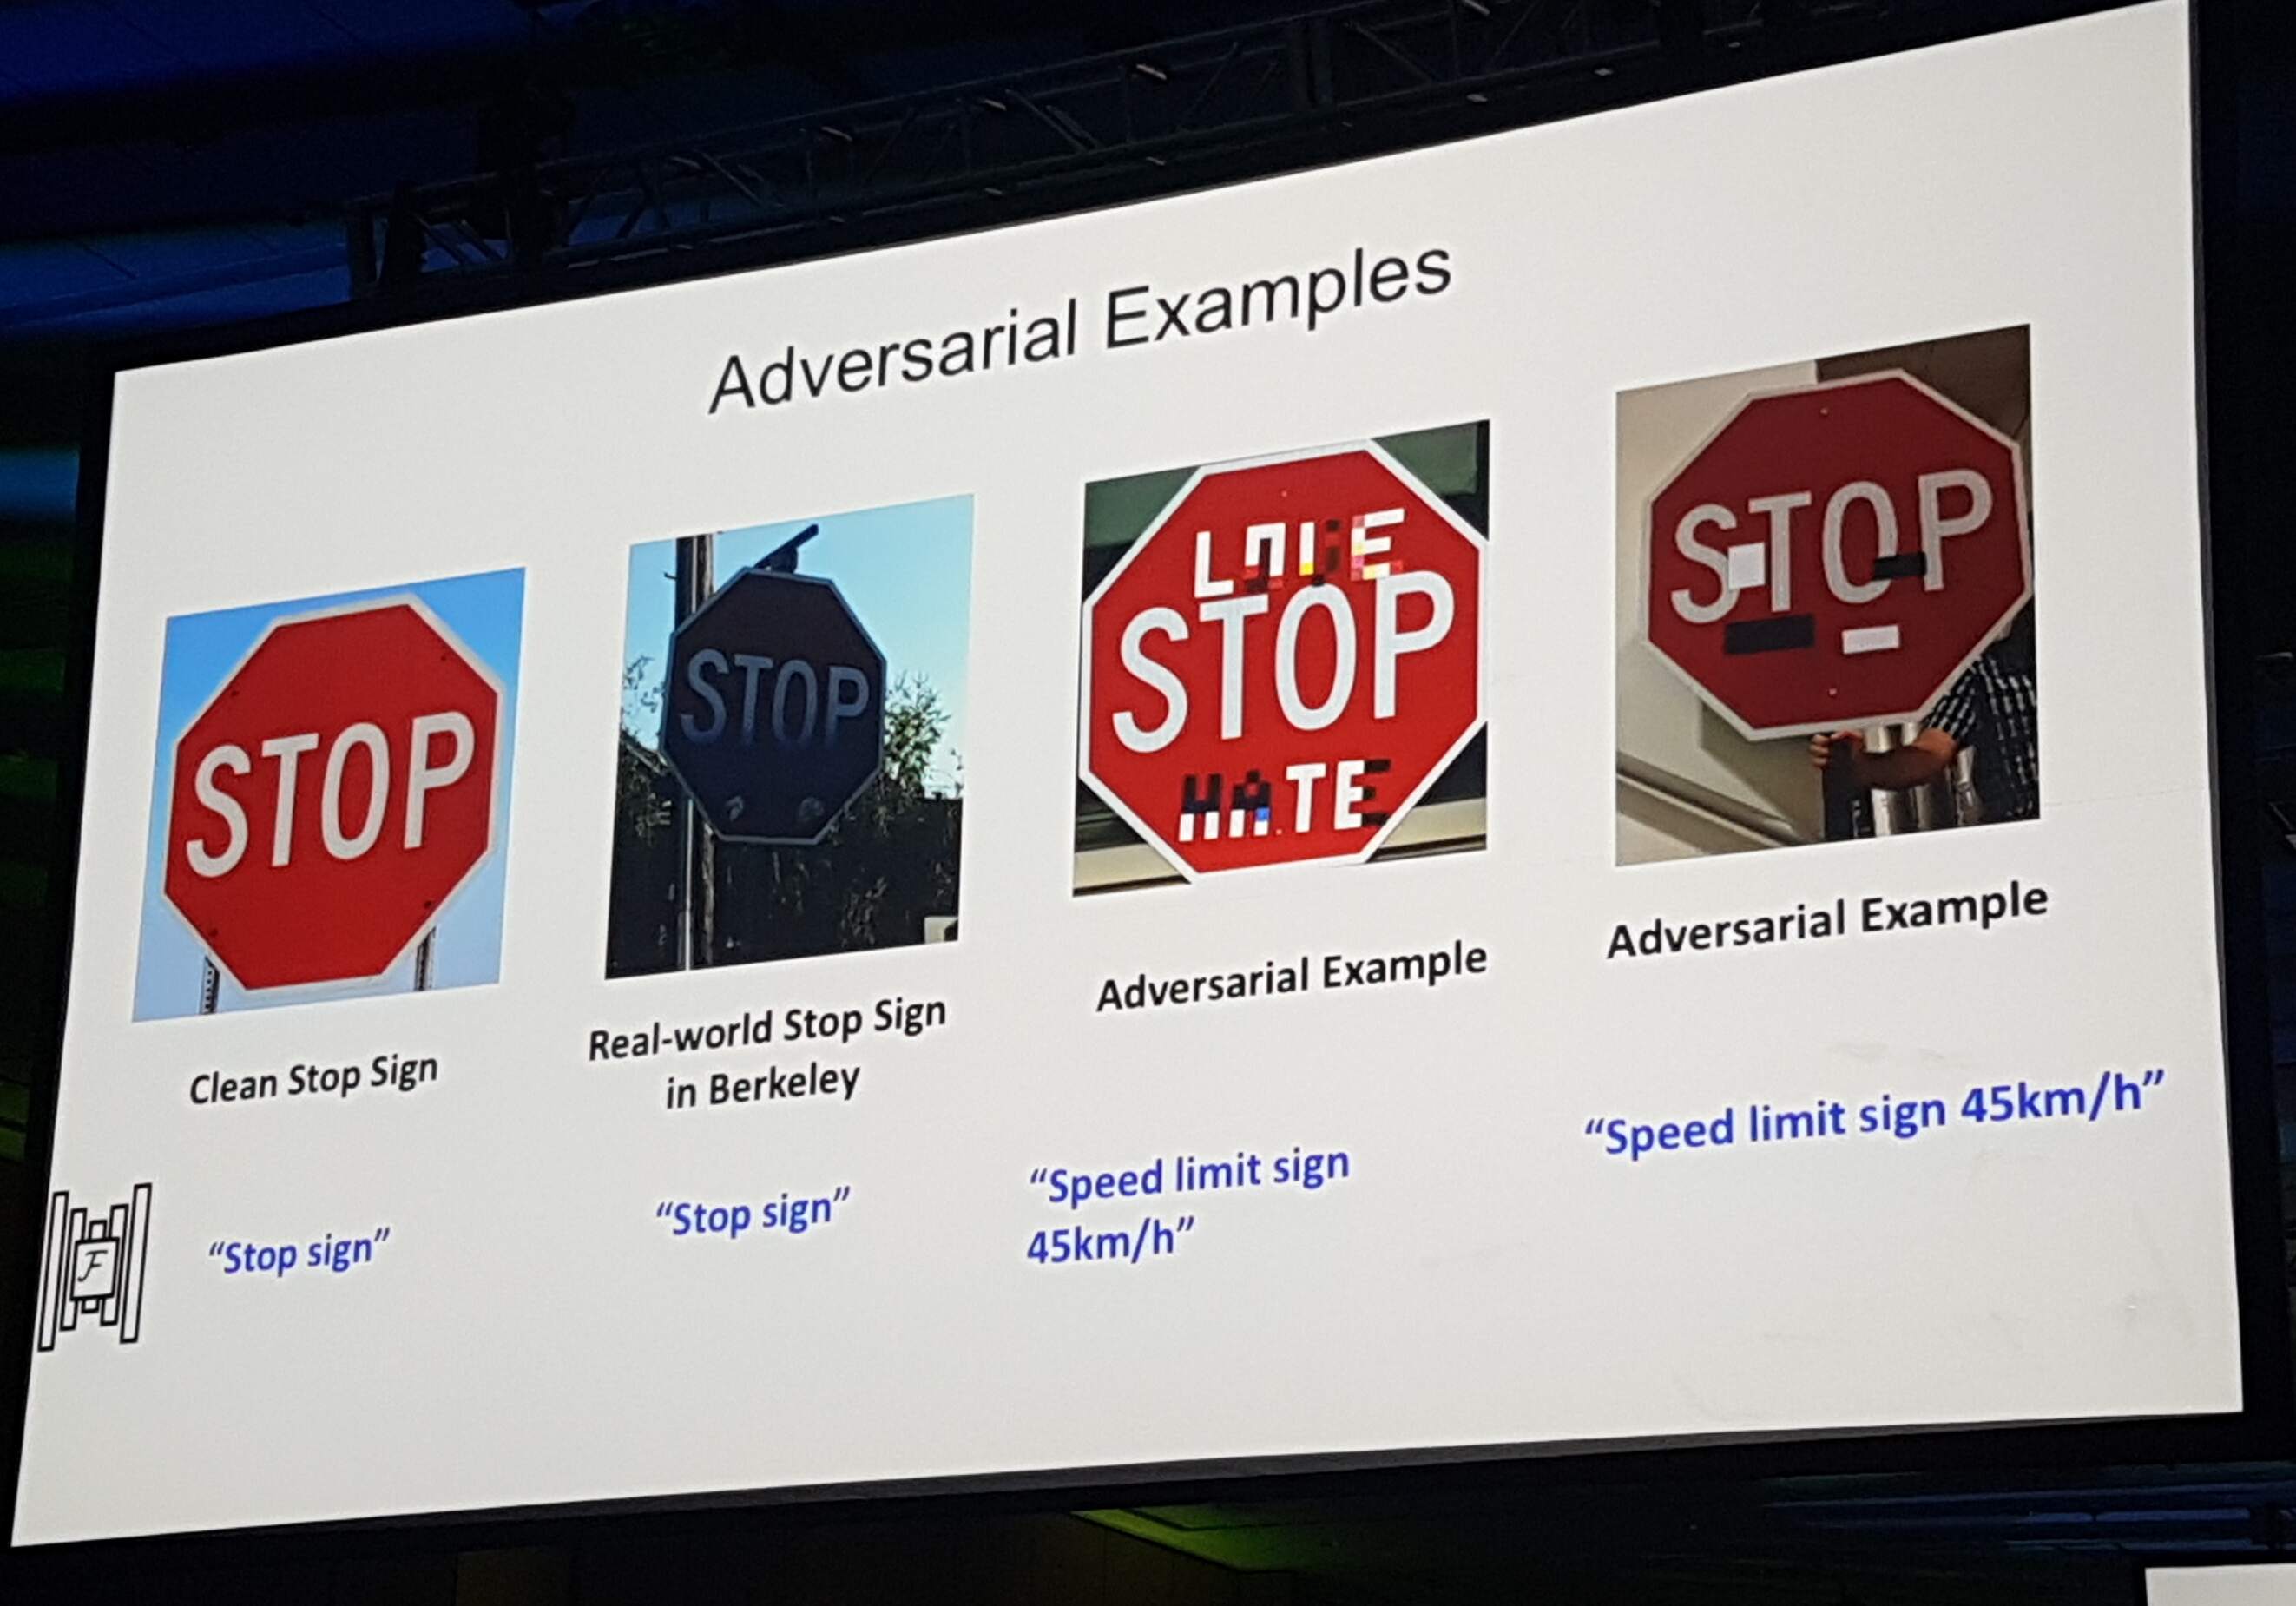 Adversarial Examples
STOP
STOP
LOVE
STOP
HATE
STOP
Clean Stop Sign
Real-world Stop Sign
in Berkeley
Adversarial Example
Adversarial Example
“Stop sign”
“Stop sign”
“Speed limit sign
45km/h”
“Speed limit sign 45km/h”
F